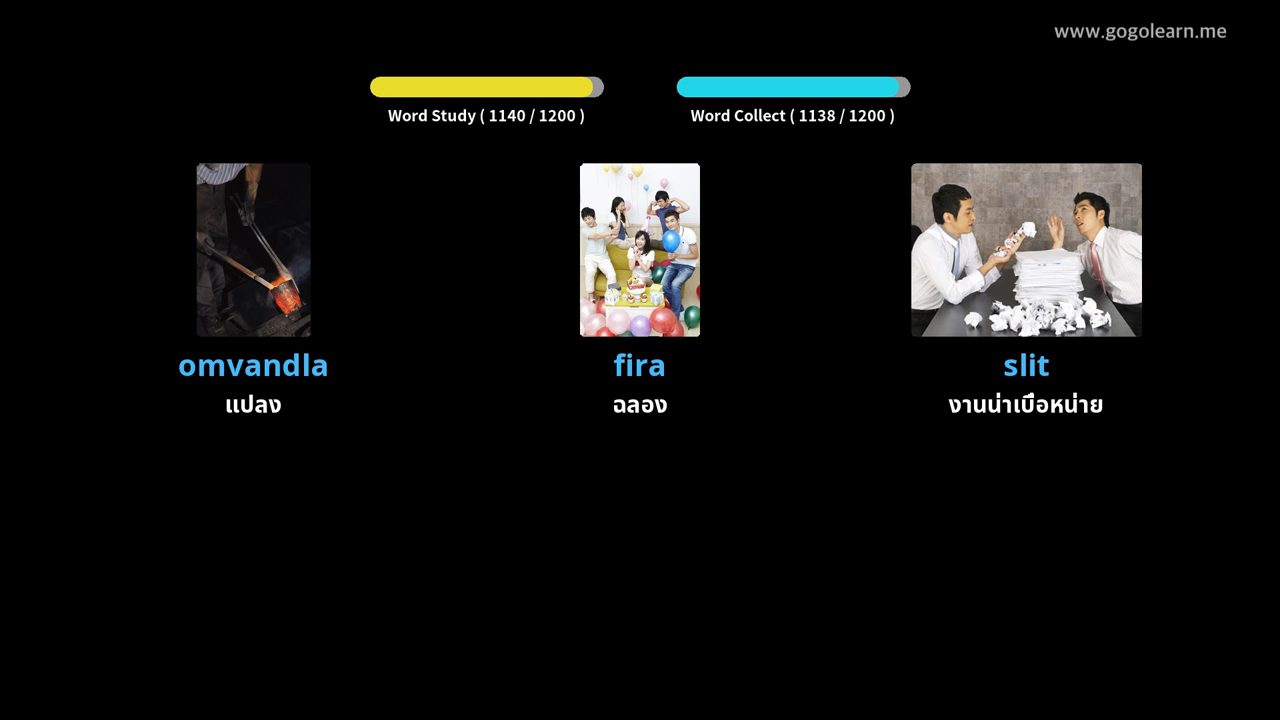 www.gogolearn.me
Word Study ( 1140 / 1200 )
Word Collect ( 1138 / 1200 )
omvandla
fira
slit
แปลง
ฉลอง
งานน่าเบื่อหน่าย